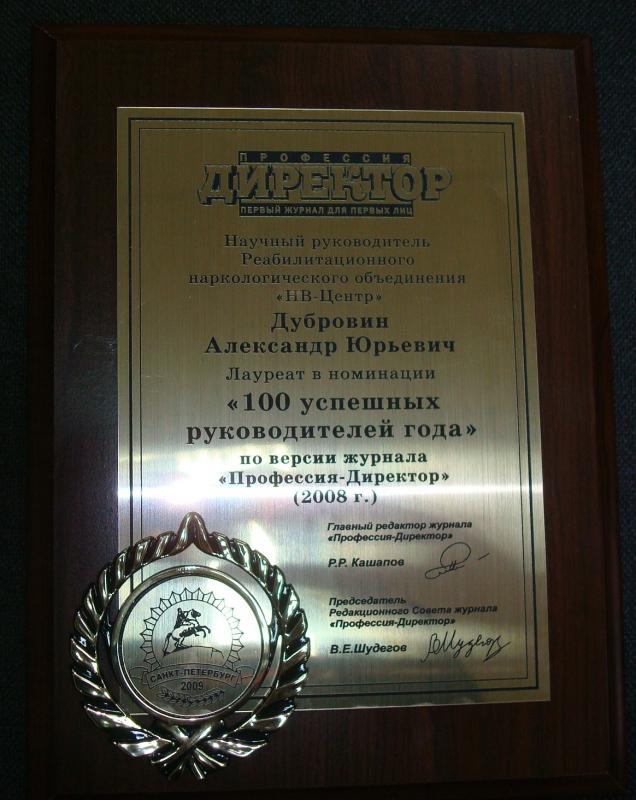 ПРОФЕССИЯ
ДИРЕКТОР
ПЕРВЫЙ ЖУРНАЛ ДЛЯ ПЕРВЫХ ЛИЦ
Научный руководитель
Реабилитационного
наркологического объединения
«НВ-Центр»
Дубровин
Александр Юрьевич
Лауреат в номинации
«100 успешных
руководителей года»
по версии журнала
«Профессия-Директор»
(2008 г.)
Главный редактор журнала
«Профессия-Директор»
Р.Р. Кашапов
Председатель
Редакционного Совета журнала
«Профессия-Директор»
В.Е.Шудегов
САНКТ-ПЕТЕРБУРГ
2009